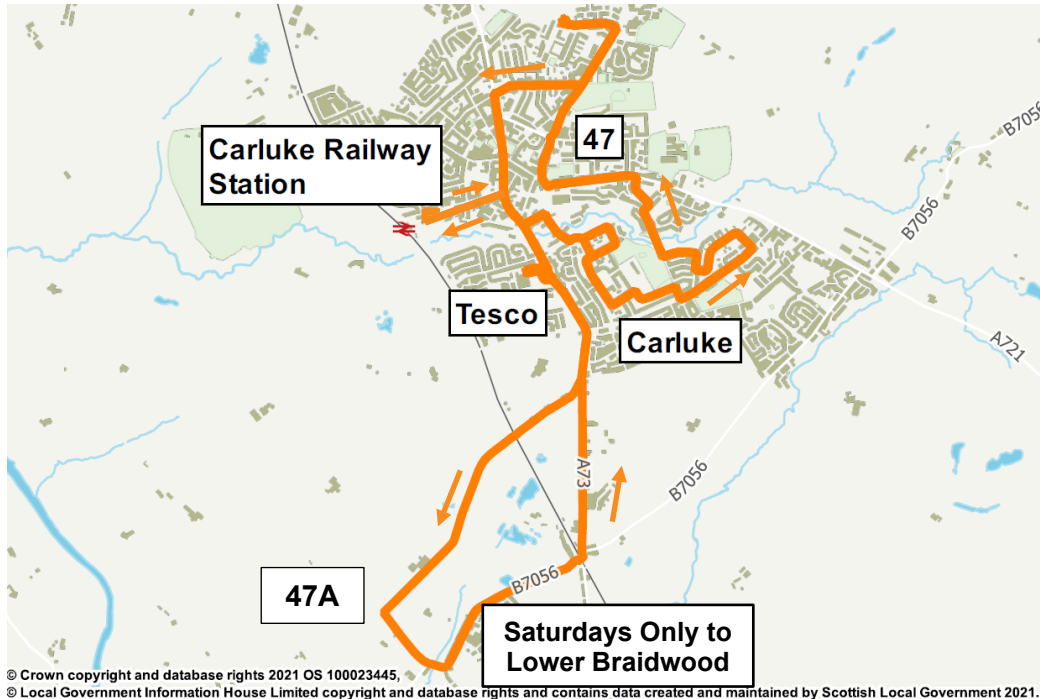 B7056
47
Carluke Railway
Station
B7056
Tesco
Carluke
A721
A73
B7056
B7056
47A
Saturdays Only to
Lower Braidwood
© Crown copyright and database rights 2021 OS 100023445,
© Local Government Information House Limited copyright and database rights and contains data created and maintained by Scottish Local Government 2021.